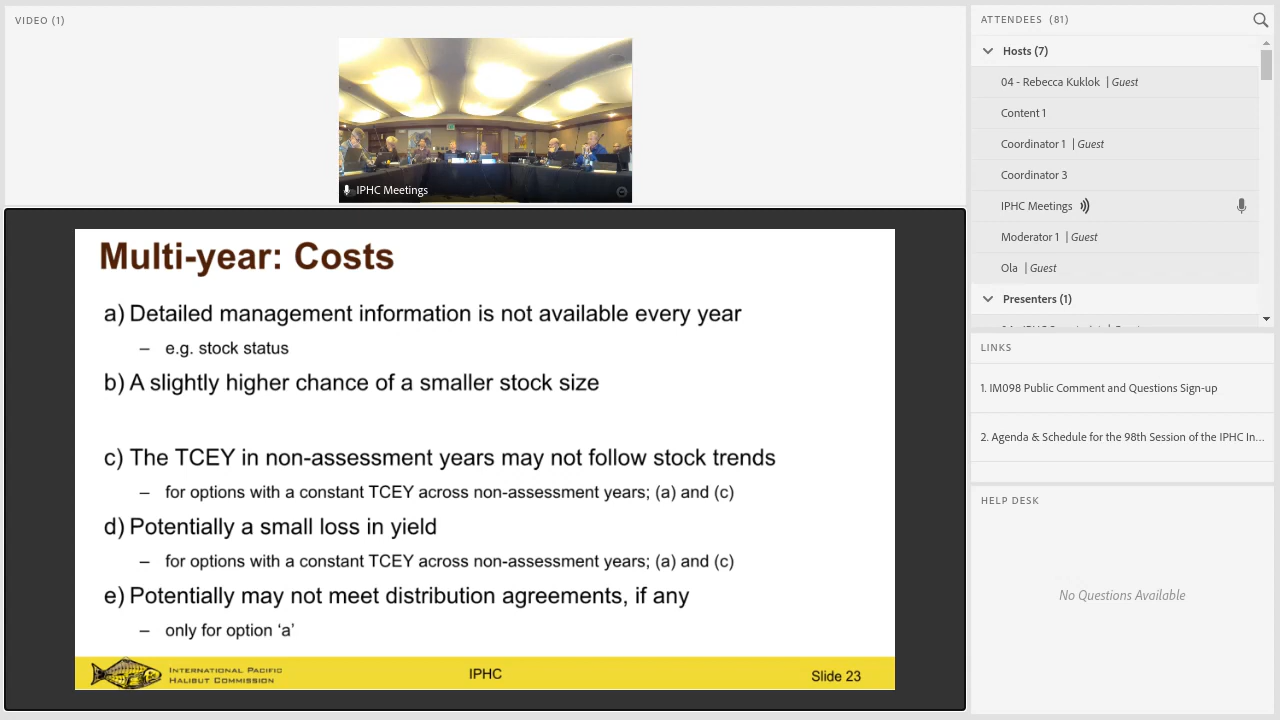 VIDEO (1)
IPHC Meetings
Multi-year: Costs
a) Detailed management information is not available every year
– e.g. stock status
b) A slightly higher chance of a smaller stock size
c) The TCEY in non-assessment years may not follow stock trends
– for options with a constant TCEY across non-assessment years; (a) and (c)
d) Potentially a small loss in yield
– for options with a constant TCEY across non-assessment years; (a) and (c)
e) Potentially may not meet distribution agreements, if any
– only for option ‘a’
INTERNATIONAL PACIFIC
HALIBUT COMMISSION
IPHC
Slide 23
ATTENDEES (81)
Hosts (7)
04 - Rebecca Kuklok | Guest
Content 1
Content 1 | Guest
Coordinator 3
IPHC Meetings
Moderator 1 | Guest
Ola | Guest
Presenters (1)
LINKS
1. IM098 Public Comment and Questions Sign-up
2. Agenda & Schedule for the 98th Session of the IPHC In...
HELP DESK
No Questions Available